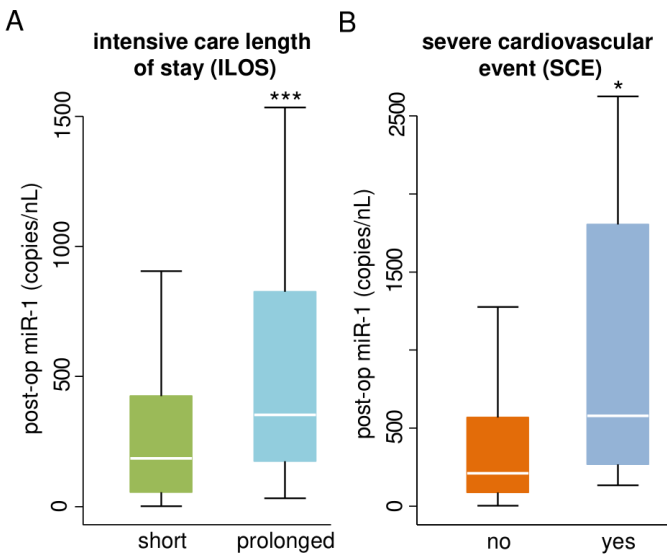 A
intensive care length
of stay (ILOS)
***
1500
1000
500
0
post-op miR-1 (copies/nL)
short
prolonged
B
severe cardiovascular
event (SCE)
*
2500
1500
500
0
post-op miR-1 (copies/nL)
no
yes